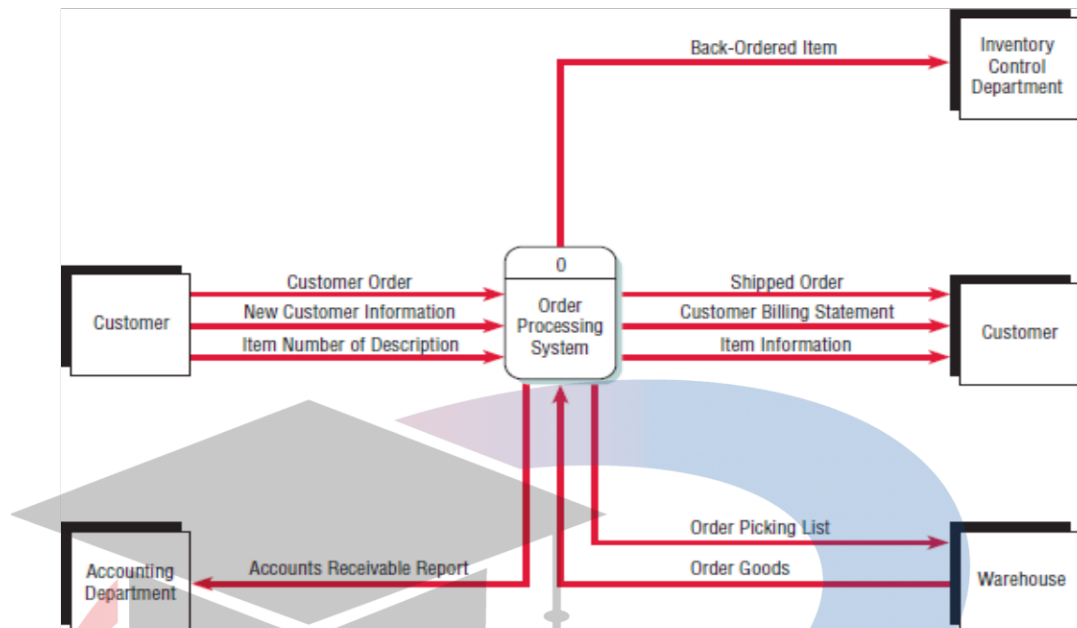 Back-Ordered Item
Inventory
Control
Department
0
Order
Processing
System
Customer
Customer Order
New Customer Information
Item Number of Description
Shipped Order
Customer Billing Statement
Item Information
Customer
Accounting
Department
Accounts Receivable Report
Order Picking List
Order Goods
Warehouse